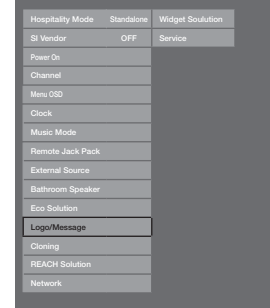 Hospitality Mode Standalone Widget Soulution
SI Vendor OFF Service
Power On
Channel
Menu OSD
Clock
Music Mode
Remote Jack Pack
External Source
Bathroom Speaker
Eco Solution
Logo/Message
Cloning
REACH Solution
Network